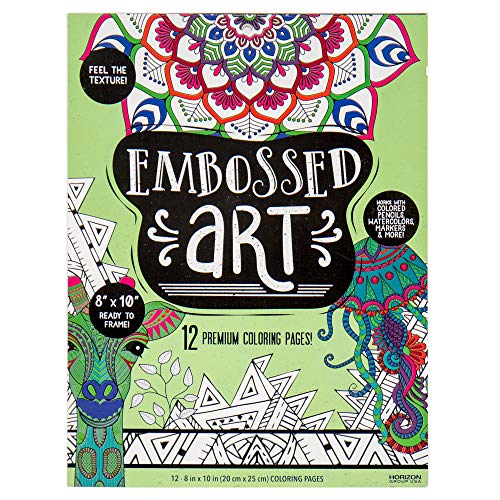 FEEL THE
TEXTURE!
EMBOSSED
ART
WORKS WITH
COLORED
PENCILS,
WATERCOLORS,
MARKERS
& MORE!
8" x 10"
READY TO
FRAME!
12 PREMIUM COLORING PAGES!
12 - 8 in x 10 in (20 cm x 25 cm) COLORING PAGES
HORIZON
GROUP USA